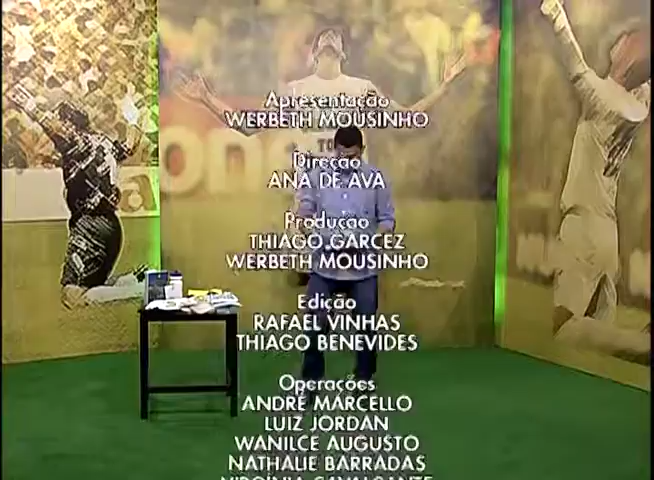 Apresentação
WERBETH MOUSINHO
Direção
ANA DE AVA
Produção
THIAGO GARCEZ
WERBETH MOUSINHO
Edição
RAFAEL VINHAS
THIAGO BENEVIDES
Operações
ANDRÉ MARCELLO
LUIZ JORDAN
WANILCE AUGUSTO
NATHALIE BARRADAS